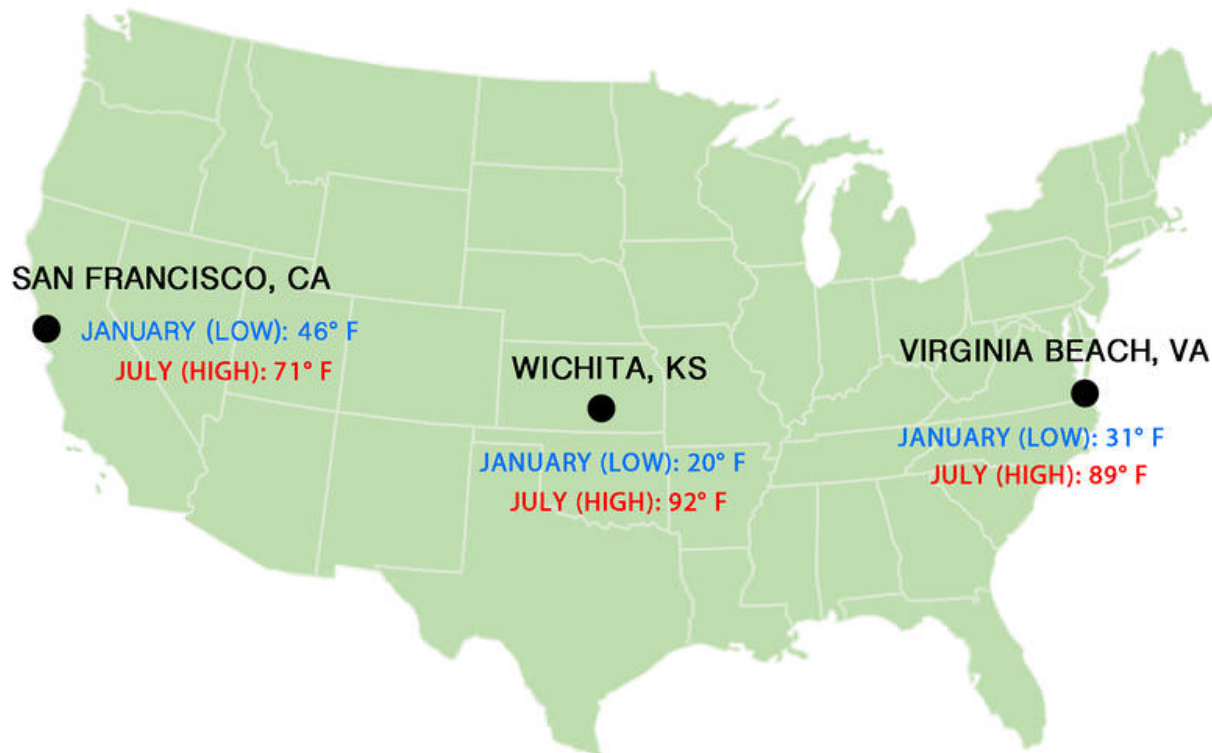 SAN FRANCISCO, CA
JANUARY (LOW): 46° F
JULY (HIGH): 71° F
WICHITA, KS
JANUARY (LOW): 20° F
JULY (HIGH): 92° F
VIRGINIA BEACH, VA
JANUARY (LOW): 31° F
JULY (HIGH): 89° F